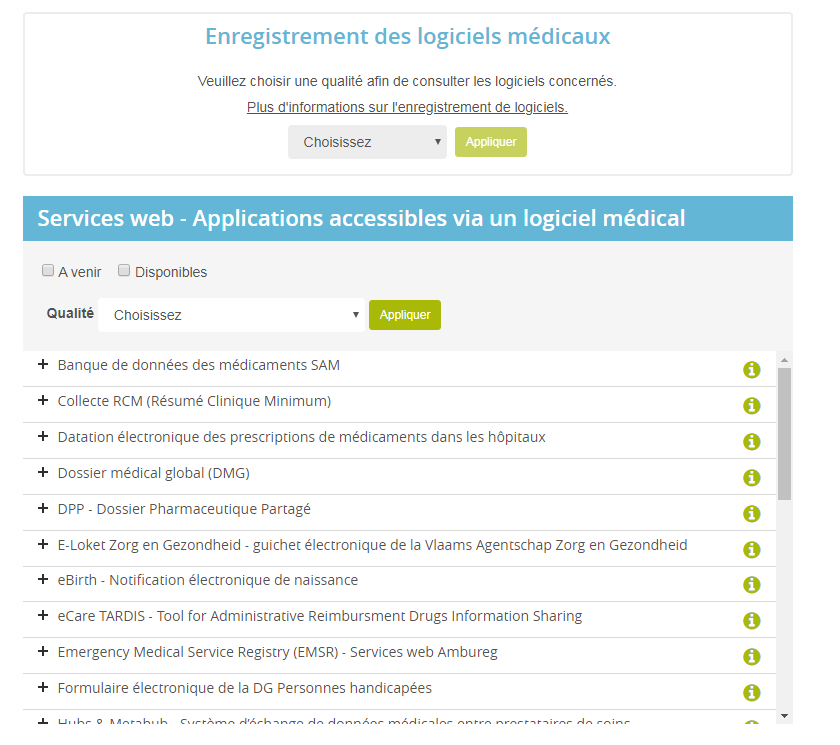 Enregistrement des logiciels médicaux
Veuillez choisir une qualité afin de consulter les logiciels concernés.
Plus d'informations sur l'enregistrement de logiciels.
Choisissez Appliquer
Services web - Applications accessibles via un logiciel médical
A venir Disponibles
Qualité Choisissez Appliquer
+ Banque de données des médicaments SAM
+ Collecte RCM (Résumé Clinique Minimum)
+ Datation électronique des prescriptions de médicaments dans les hôpitaux
+ Dossier médical global (DMG)
+ DPP - Dossier Pharmaceutique Partagé
+ E-Loket Zorg en Gezondheid - guichet électronique de la Vlaams Agentschap Zorg en Gezondheid
+ eBirth - Notification électronique de naissance
+ eCare TARDIS - Tool for Administrative Reimbursment Drugs Information Sharing
+ Emergency Medical Service Registry (EMSR) - Services web Ambureg
+ Formulaire électronique de la DG Personnes handicapées
+ Hubs & Metahub - Système d'échange de données médicales entre prestataires de soins